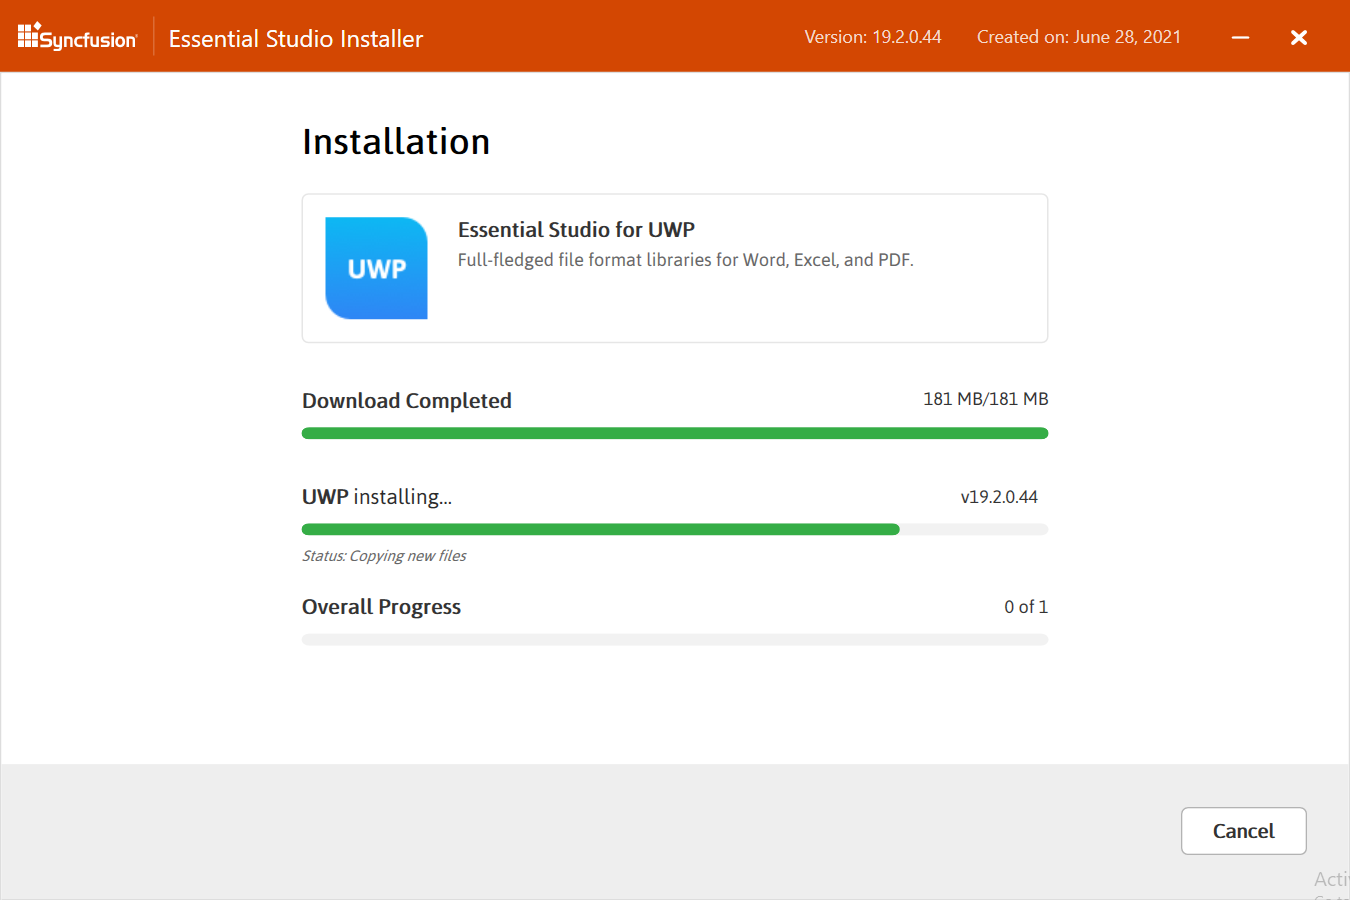 Syncfusion Essential Studio Installer Version: 19.2.0.44 Created on: June 28, 2021
Installation
UWP
Essential Studio for UWP
Full-fledged file format libraries for Word, Excel, and PDF.
Download Completed 181 MB/181 MB
UWP installing... v19.2.0.44
Status: Copying new files
Overall Progress 0 of 1
Cancel